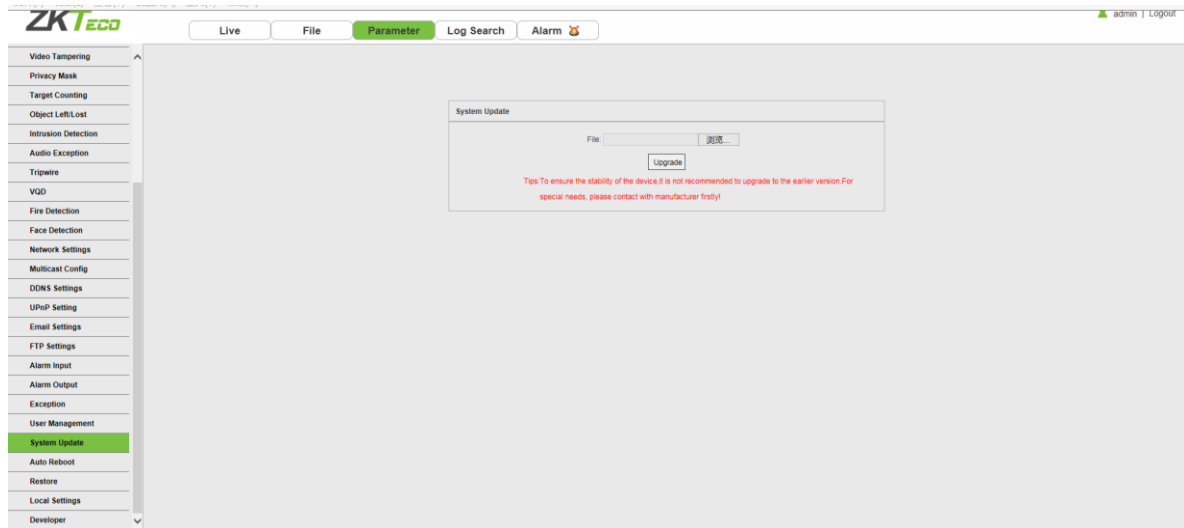 ZKTECO
admin | Logout
Live
File
Parameter
Log Search
Alarm
Video Tampering
Privacy Mask
Target Counting
Object Left/Lost
Intrusion Detection
Audio Exception
Tripwire
VQD
Fire Detection
Face Detection
Network Settings
Multicast Config
DDNS Settings
UPnP Setting
Email Settings
FTP Settings
Alarm Input
Alarm Output
Exception
User Management
System Update
Auto Reboot
Restore
Local Settings
Developer
System Update
File: 浏览...
Upgrade
Tips:To ensure the stability of the device,it is not recommended to upgrade to the earlier version.For
special needs, please contact with manufacturer firstly!